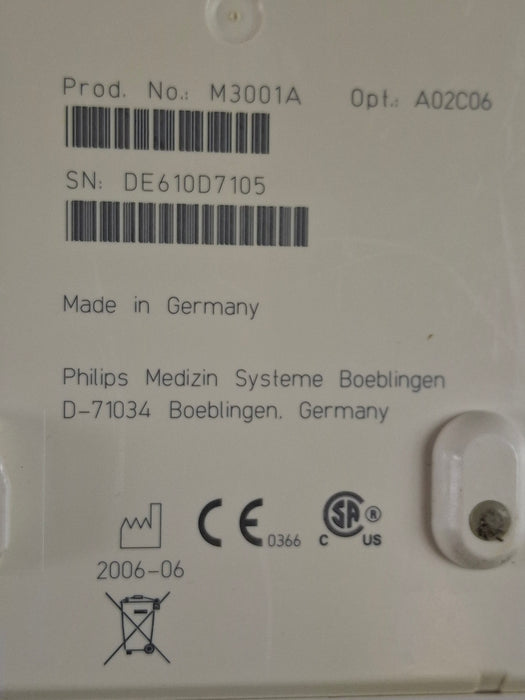 Prod. No.: M3001A Opt.: A02C06
SN: DE610D7105
Made in Germany
Philips Medizin Systeme Boeblingen
D-71034 Boeblingen, Germany
CE 0366
C SA ® US
2006-06